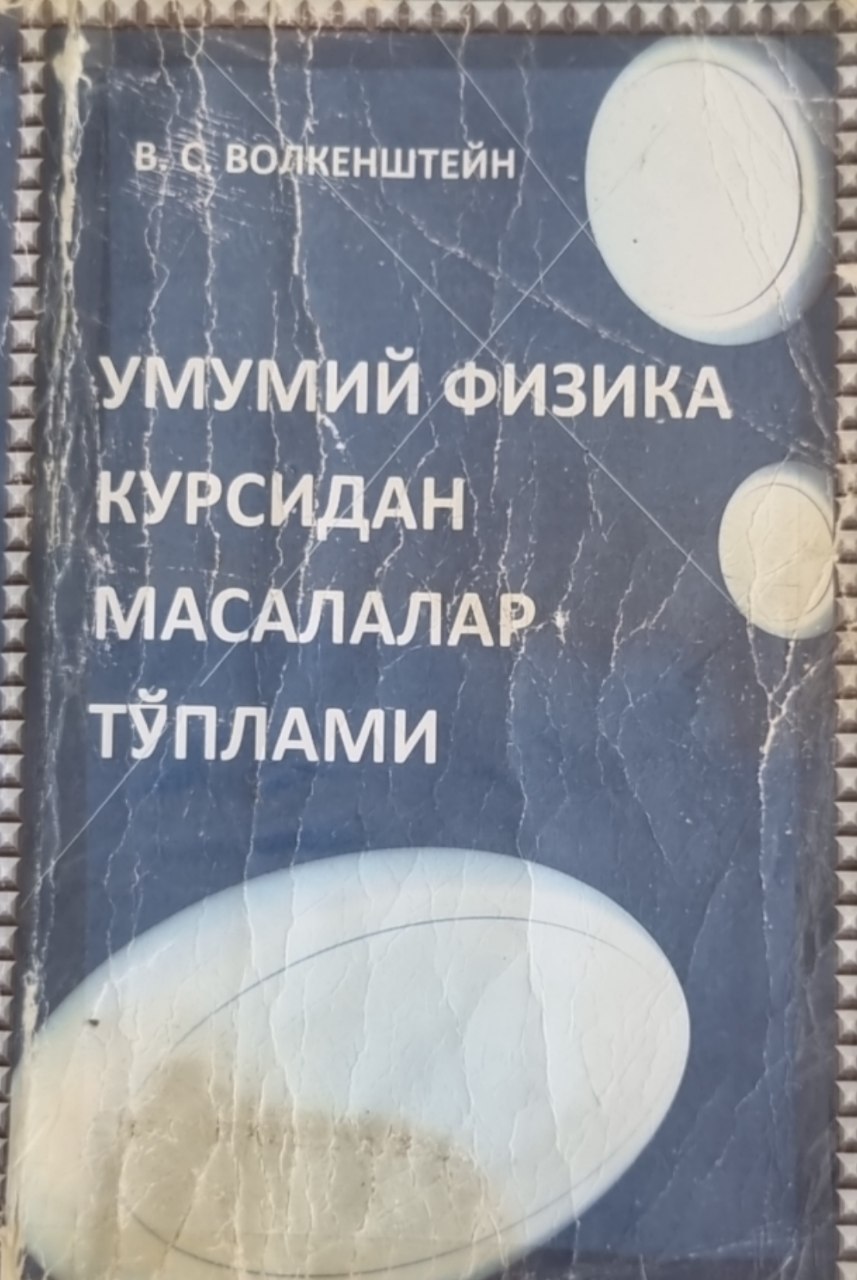 В. С. ВОЛКЕНШТЕЙН
УМУМИЙ ФИЗИКА
КУРСИДАН
МАСАЛАЛАР
ТЎПЛАМИ